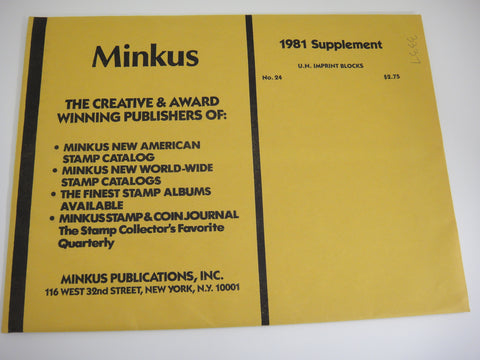 Minkus
THE CREATIVE & AWARD
WINNING PUBLISHERS OF:
• MINKUS NEW AMERICAN
STAMP CATALOG
• MINKUS NEW WORLD-WIDE
STAMP CATALOGS
• THE FINEST STAMP ALBUMS
AVAILABLE
• MINKUS STAMP & COIN JOURNAL
The Stamp Collector's Favorite
Quarterly
MINKUS PUBLICATIONS, INC.
116 WEST 32nd STREET, NEW YORK, N.Y. 10001
1981 Supplement
U.N. IMPRINT BLOCKS
No. 24 $2.75